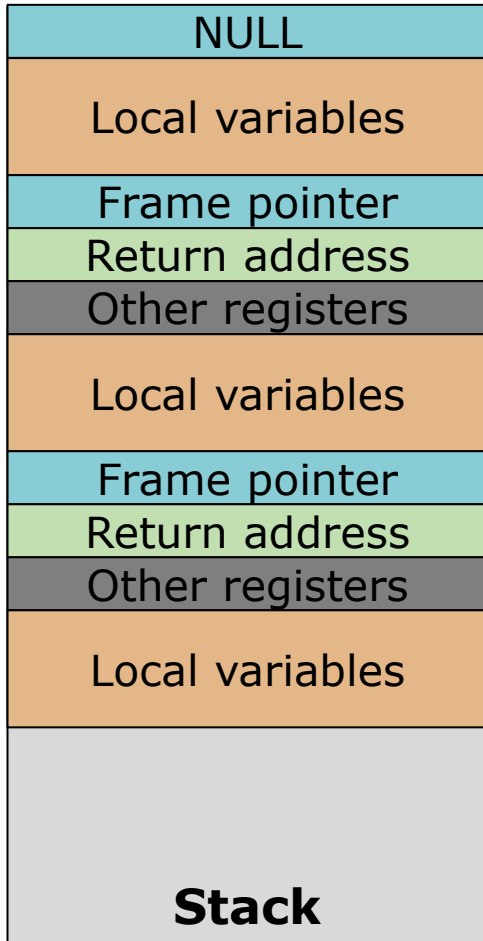 NULL
Local variables
Frame pointer
Return address
Other registers
Local variables
Frame pointer
Return address
Other registers
Local variables
Stack